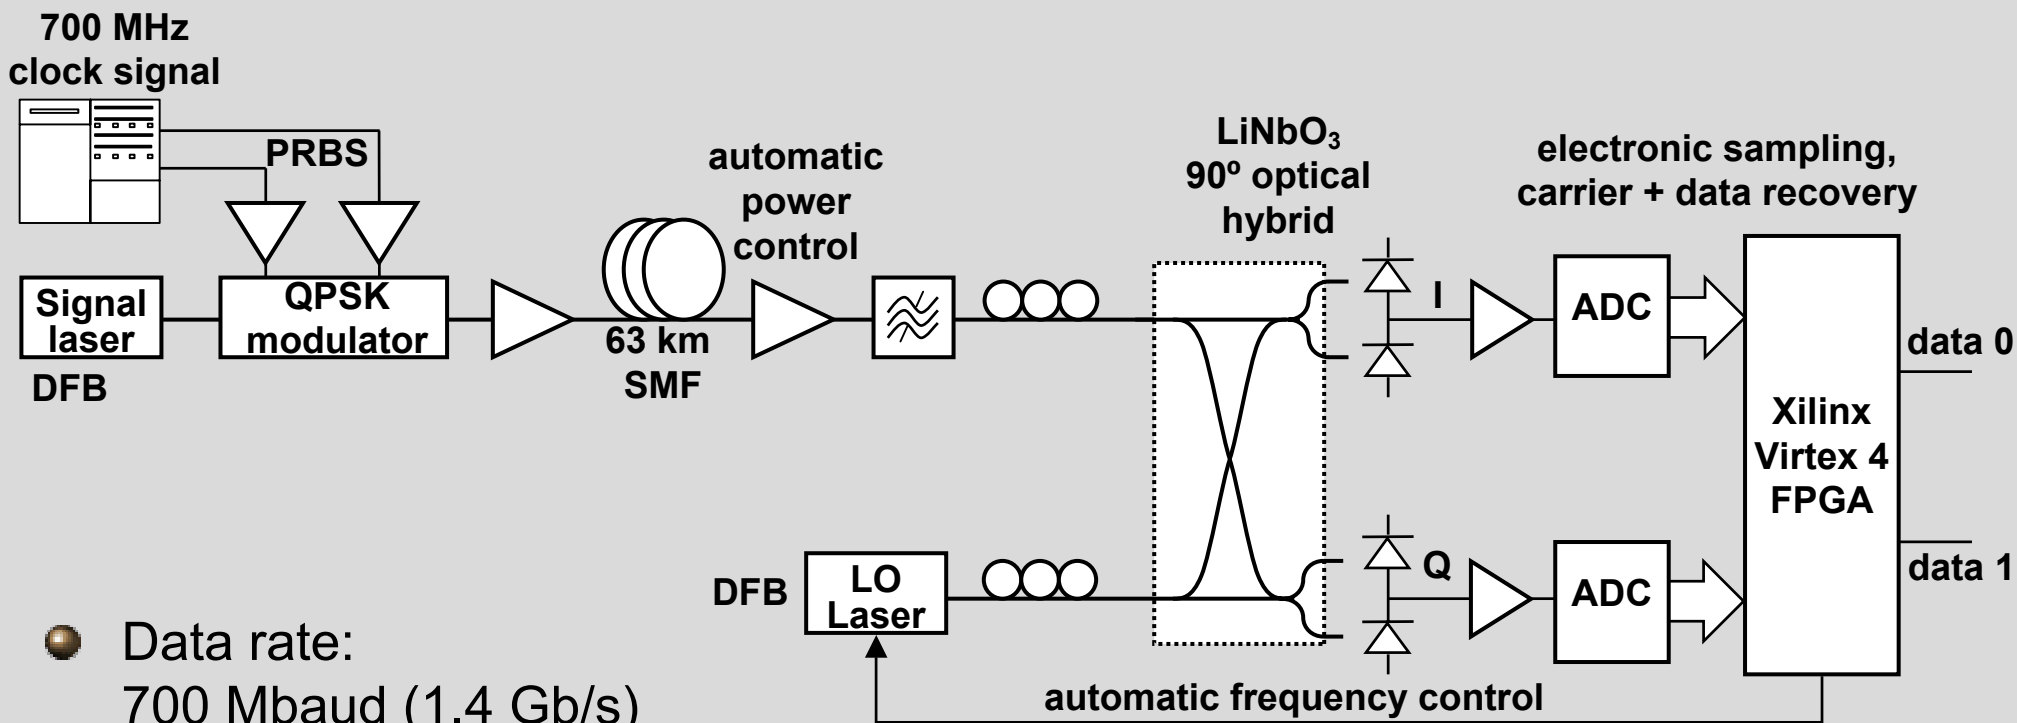 700 MHz
clock signal
PRBS
Signal
laser
DFB
QPSK
modulator
63 km
SMF
automatic
power
control
LiNbO₃
90º optical
hybrid
I
ADC
electronic sampling,
carrier + data recovery
data 0
Xilinx
Virtex 4
FPGA
data 1
DFB
LO
Laser
Q
ADC
automatic frequency control
Data rate:
700 Mbaud (1.4 Gb/s)